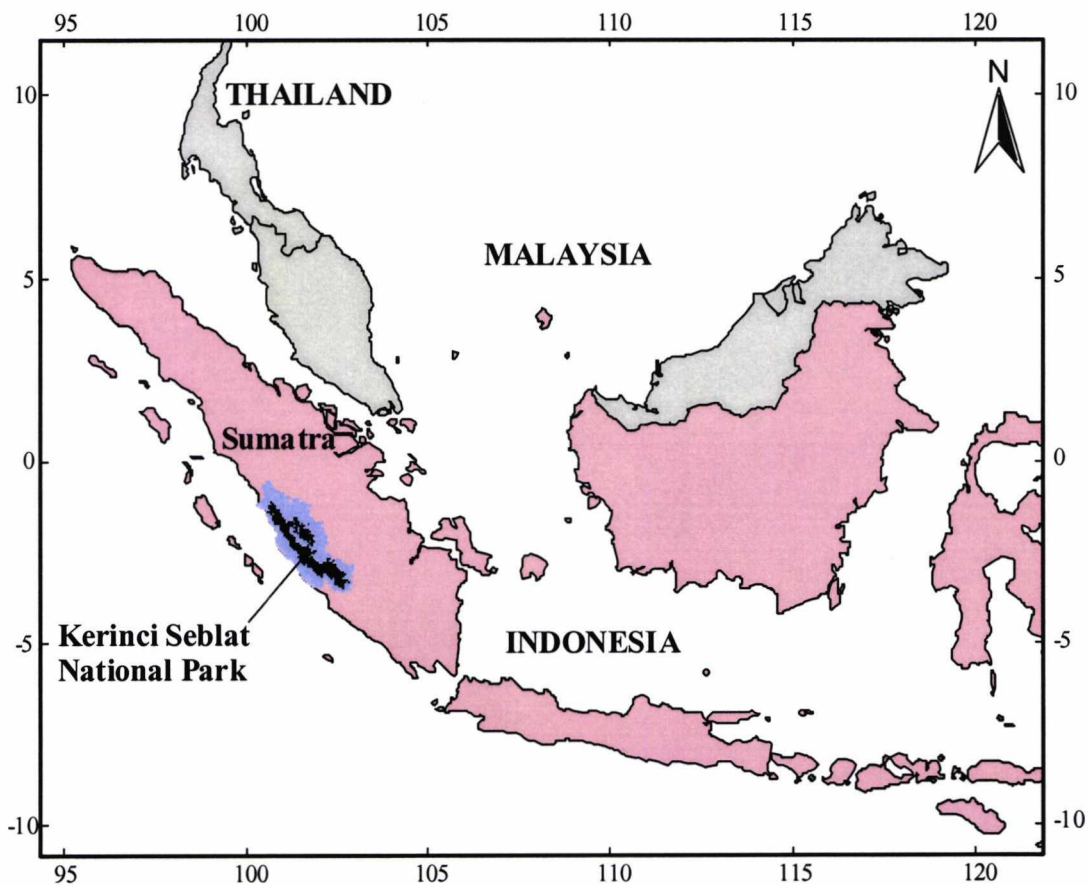 95 100 105 110 115 120
N
10 THAILAND 10
MALAYSIA
5 5
Sumatra
0 0
Kerinci Seblat
National Park
INDONESIA
-5 -5
-10 -10
95 100 105 110 115 120